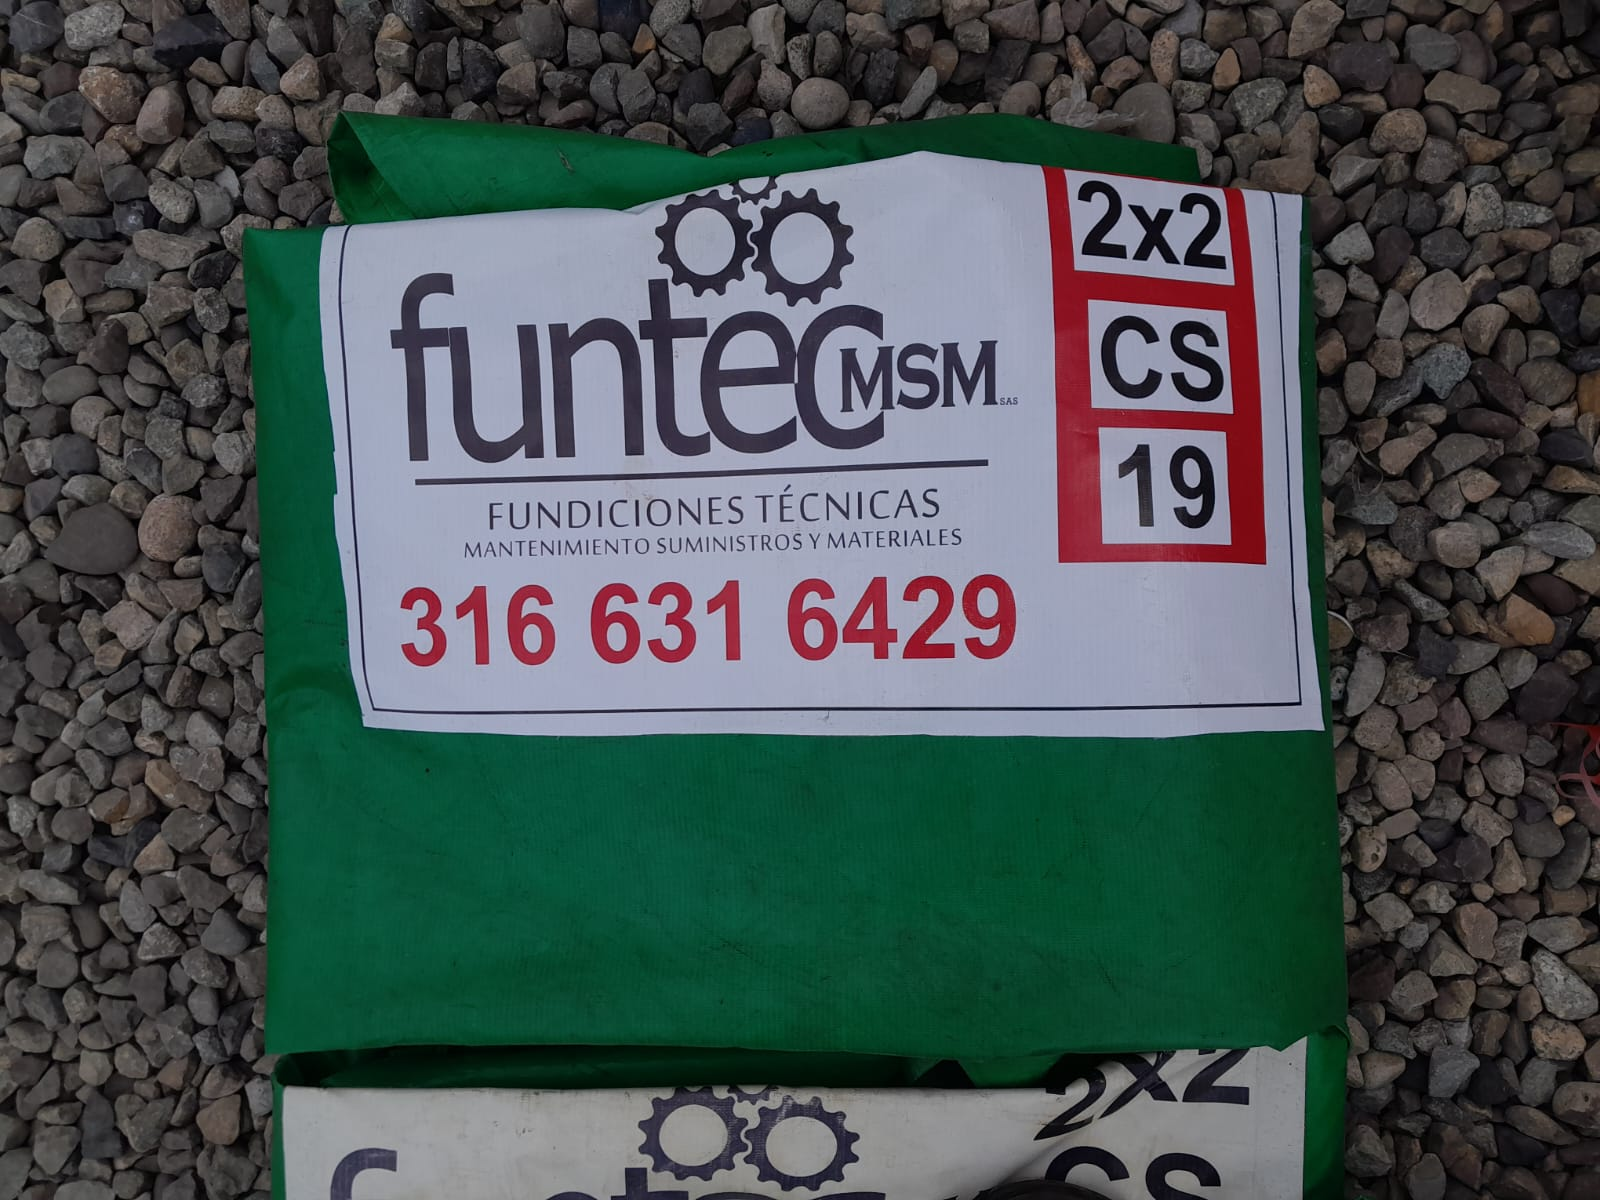 funtec MSM SAS
FUNDICIONES TÉCNICAS
MANTENIMIENTO SUMINISTROS Y MATERIALES
316 631 6429
2x2
CS
19
2x2
CS